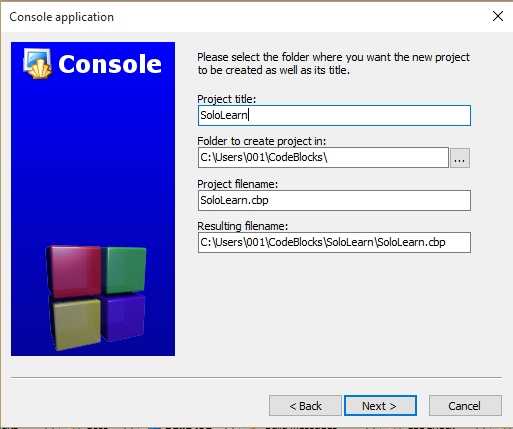 Console application
Console
Please select the folder where you want the new project
to be created as well as its title.
Project title:
SoloLearn
Folder to create project in:
C:\Users\001\CodeBlocks\
...
Project filename:
SoloLearn.cbp
Resulting filename:
C:\Users\001\CodeBlocks\SoloLearn\SoloLearn.cbp
< Back
Next >
Cancel